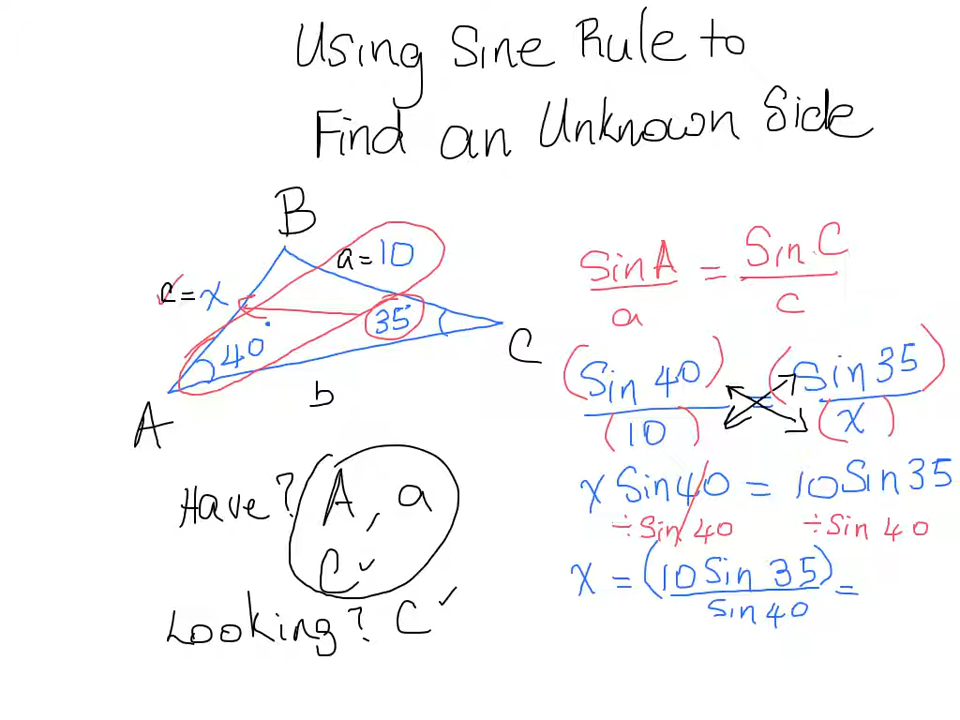 Using Sine Rule to
Find an Unknown Side
B
a = 10
c = x
40
35
A
b
C
Sin A / a = Sin C / c
(Sin 40) / (10) = (Sin 35) / (x)
x Sin 40 = 10 Sin 35
÷ Sin 40 ÷ Sin 40
x = (10 Sin 35) / Sin 40 =
Have? A, a
C ✓
Looking? C ✓